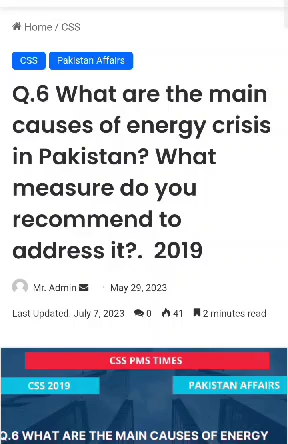 Home / CSS
CSS Pakistan Affairs
Q.6 What are the main
causes of energy crisis
in Pakistan? What
measure do you
recommend to
address it?. 2019
Mr. Admin · May 29, 2023
Last Updated: July 7, 2023 0 41 2 minutes read
CSS PMS TIMES
CSS 2019 PAKISTAN AFFAIRS
Q.6 WHAT ARE THE MAIN CAUSES OF ENERGY